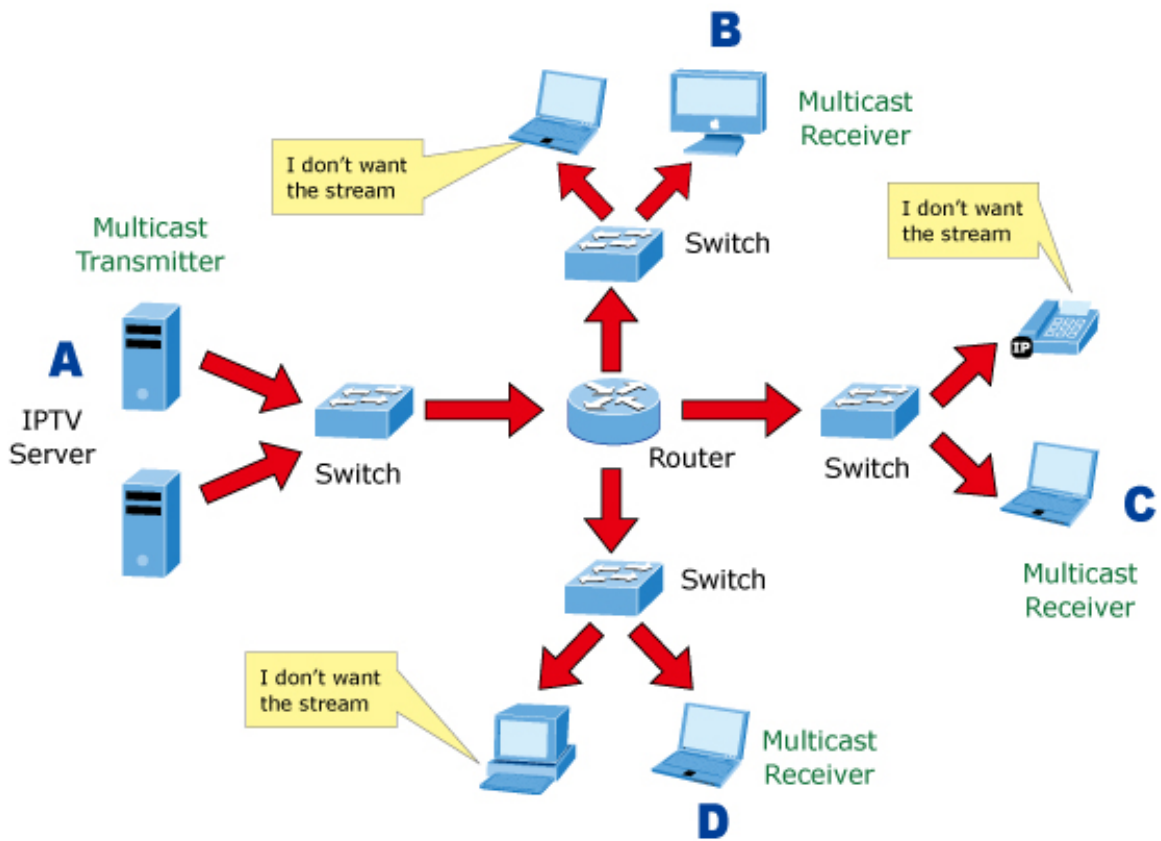 B
Multicast
Receiver
I don't want
the stream
Switch
I don't want
the stream
Multicast
Transmitter
A
IPTV
Server
Switch
Router
Switch
IP
C
Multicast
Receiver
Switch
I don't want
the stream
Multicast
Receiver
D